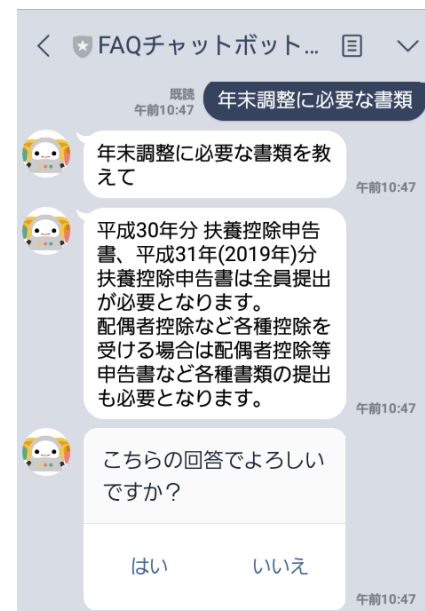 FAQチャットボット...
既読
午前10:47
年末調整に必要な書類
年末調整に必要な書類を教
えて
午前10:47
平成30年分 扶養控除申告
書、平成31年(2019年)分
扶養控除申告書は全員提出
が必要となります。
配偶者控除など各種控除を
受ける場合は配偶者控除等
申告書など各種書類の提出
も必要となります。
午前10:47
こちらの回答でよろしい
ですか？
はい いいえ
午前10:47